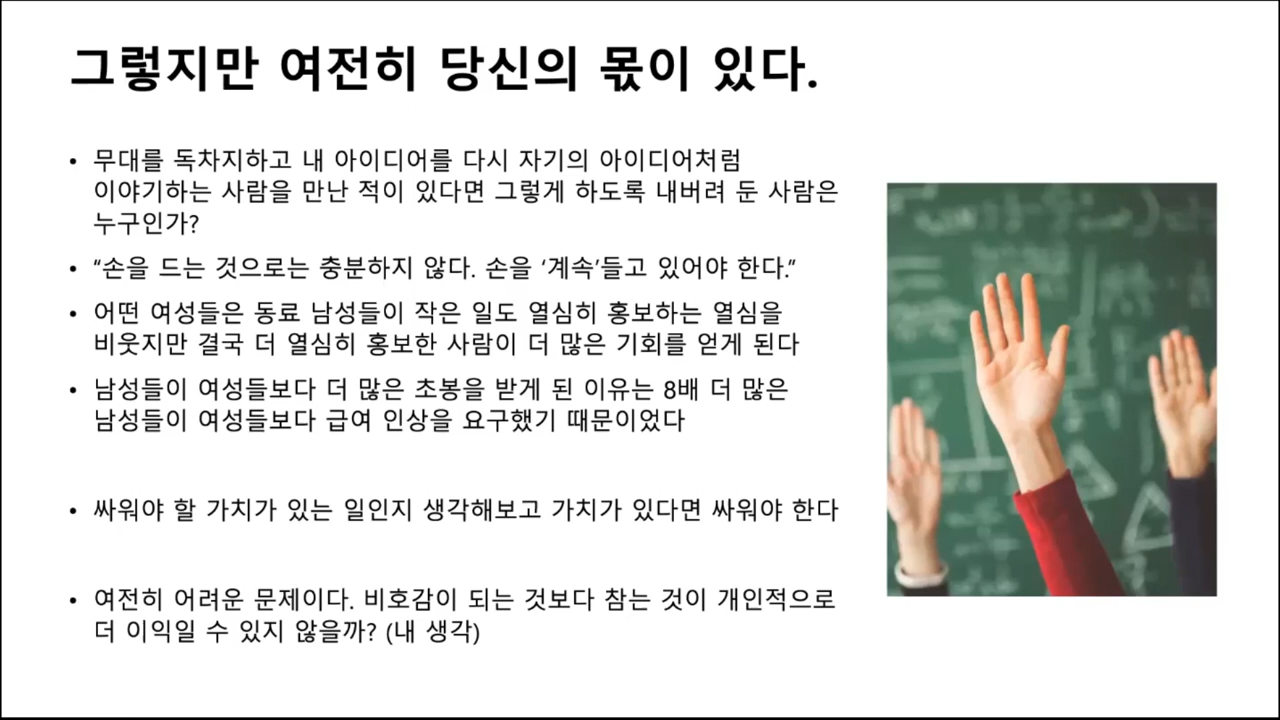 그렇지만 여전히 당신의 몫이 있다.
• 무대를 독차지하고 내 아이디어를 다시 자기의 아이디어처럼
이야기하는 사람을 만난 적이 있다면 그렇게 하도록 내버려 둔 사람은
누구인가?
• “손을 드는 것으로는 충분하지 않다. 손을 ‘계속’들고 있어야 한다.”
• 어떤 여성들은 동료 남성들이 작은 일도 열심히 홍보하는 열심을
비웃지만 결국 더 열심히 홍보한 사람이 더 많은 기회를 얻게 된다
• 남성들이 여성들보다 더 많은 초봉을 받게 된 이유는 8배 더 많은
남성들이 여성들보다 급여 인상을 요구했기 때문이었다
• 싸워야 할 가치가 있는 일인지 생각해보고 가치가 있다면 싸워야 한다
• 여전히 어려운 문제이다. 비호감이 되는 것보다 참는 것이 개인적으로
더 이익일 수 있지 않을까? (내 생각)